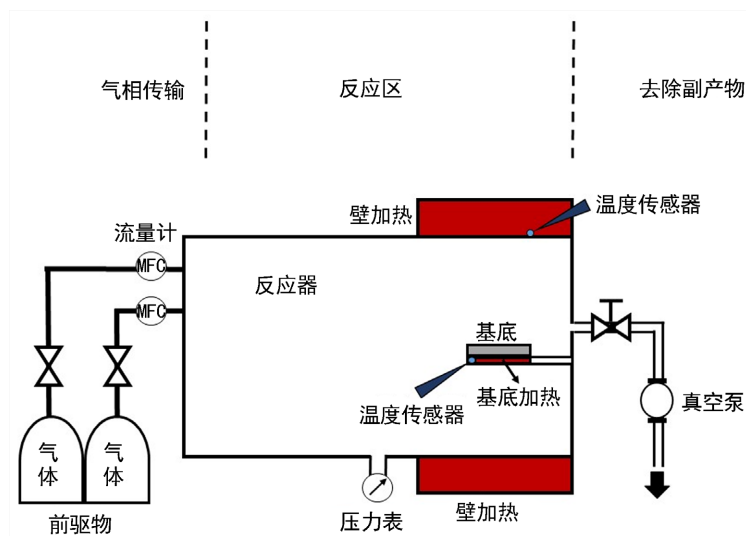 气相传输
反应区
去除副产物
壁加热
温度传感器
流量计
MFC
MFC
反应器
基底
温度传感器
基底加热
真空泵
气体
气体
前驱物
压力表
壁加热